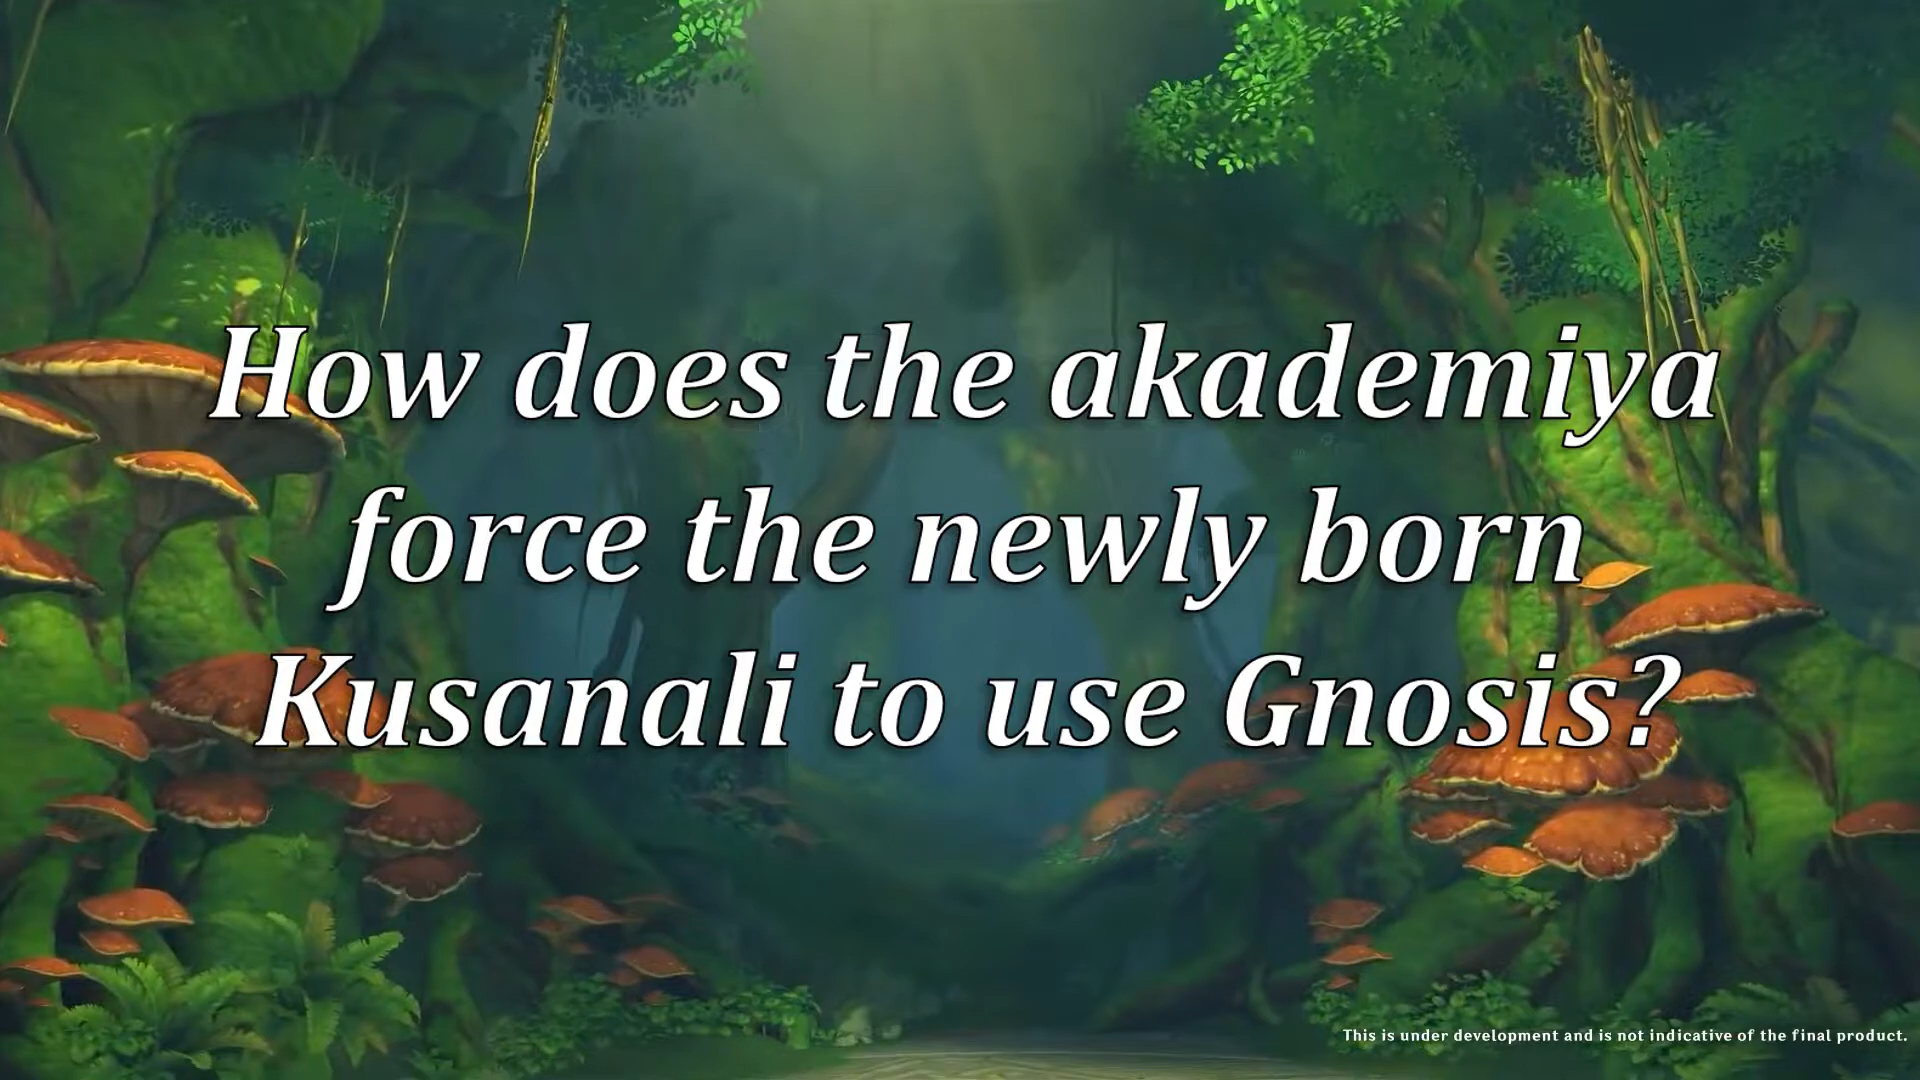 How does the akademiya
force the newly born
Kusanali to use Gnosis?
This is under development and is not indicative of the final product.